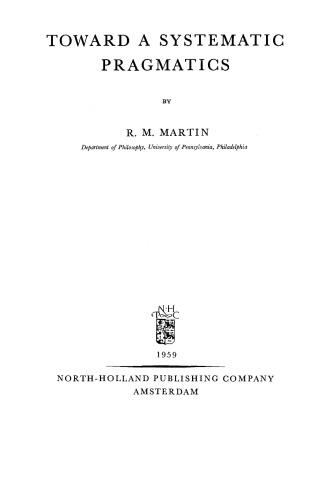 TOWARD A SYSTEMATIC
PRAGMATICS
BY
R. M. MARTIN
Department of Philosophy, University of Pennsylvania, Philadelphia
N·H
P C
1959
NORTH-HOLLAND PUBLISHING COMPANY
AMSTERDAM